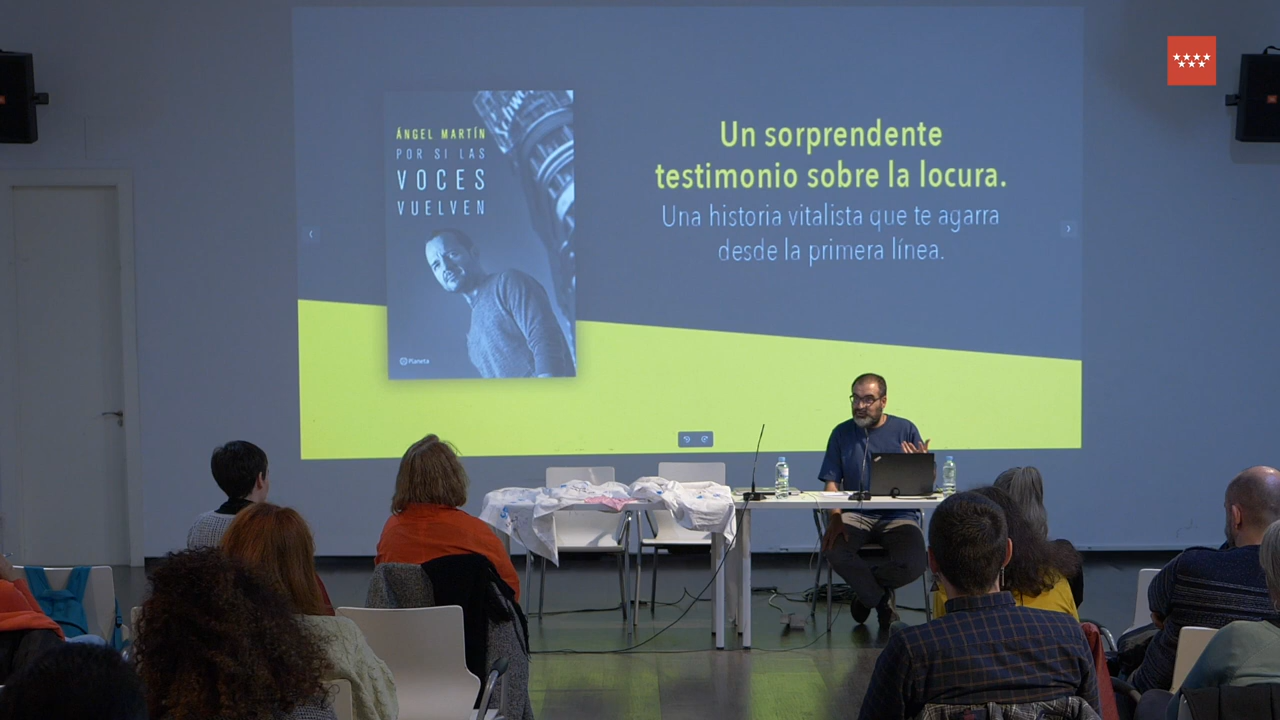 ÁNGEL MARTÍN
POR SI LAS
VOCES
VUELVEN
Planeta
Un sorprendente
testimonio sobre la locura.
Una historia vitalista que te agarra
desde la primera línea.